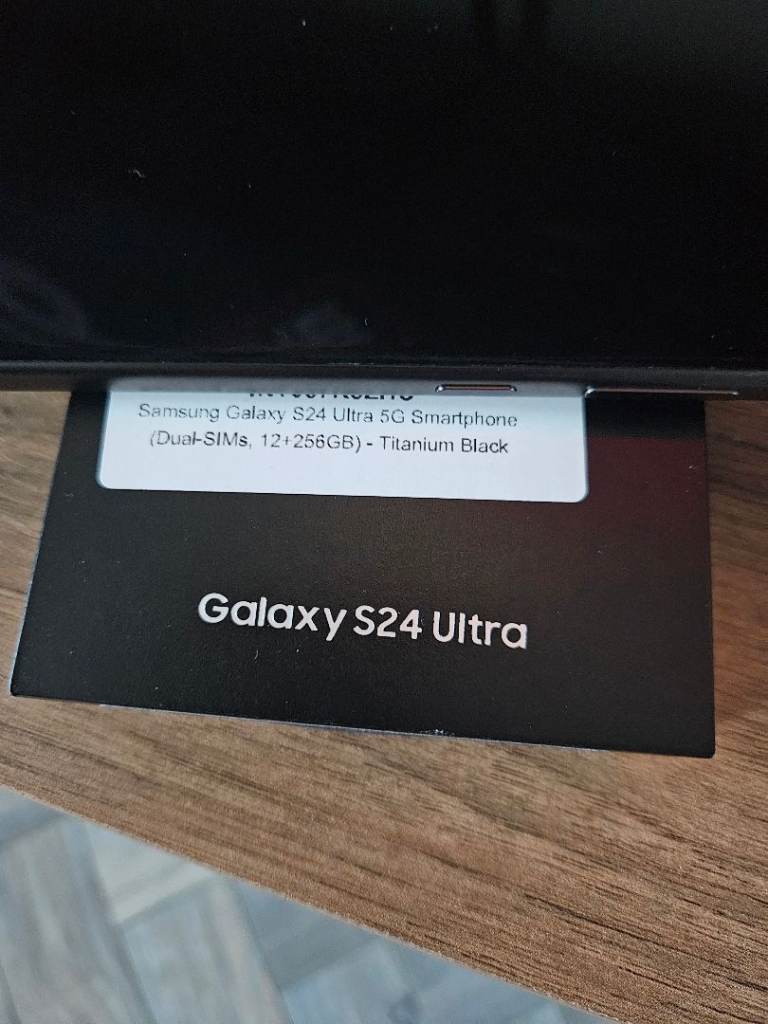 Samsung Galaxy S24 Ultra 5G Smartphone
(Dual-SIMs, 12+256GB) - Titanium Black
Galaxy S24 Ultra